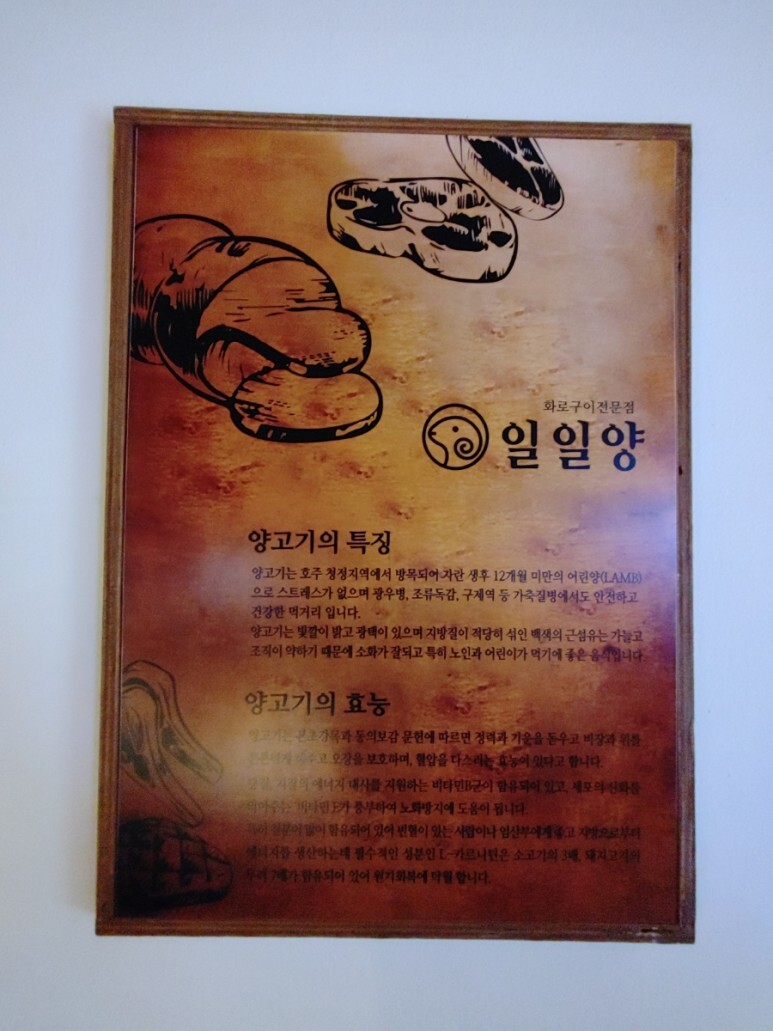 화로구이전문점
일일양
양고기의 특징
양고기는 호주 청정지역에서 방목되어 자란 생후 12개월 미만의 어린양(LAMB)
으로 스트레스가 없으며 광우병, 조류독감, 구제역 등 가축질병에서도 안전하고
건강한 먹거리 입니다.
양고기는 빛깔이 밝고 광택이 있으며 지방질이 적당히 섞인 백색의 근섬유는 가늘고
조직이 약하기 때문에 소화가 잘되고 특히 노인과 어린이가 먹기에 좋은 음식입니다
양고기의 효능
양고기는 본초강목과 동의보감 문헌에 따르면 정력과 기운을 돋우고 비장과 위를
오장을 보호하며, 혈압을 다스리는 효능이 있다고 합니다.
에너지 대사를 지원하는 비타민B군이 함유되어 있고, 세포의 산화를
막아주는 비타민 E가 풍부하여 노화방지에 도움이 됩니다.
함유되어 있어 빈혈이 있는 사람이나 임산부에게 좋고 지방으로부터
에너지를 생산하는데 필수적인 성분인 L-카르니틴은 소고기의 3배, 돼지고기의
7배가 함유되어 있어 원기회복에 탁월 합니다.